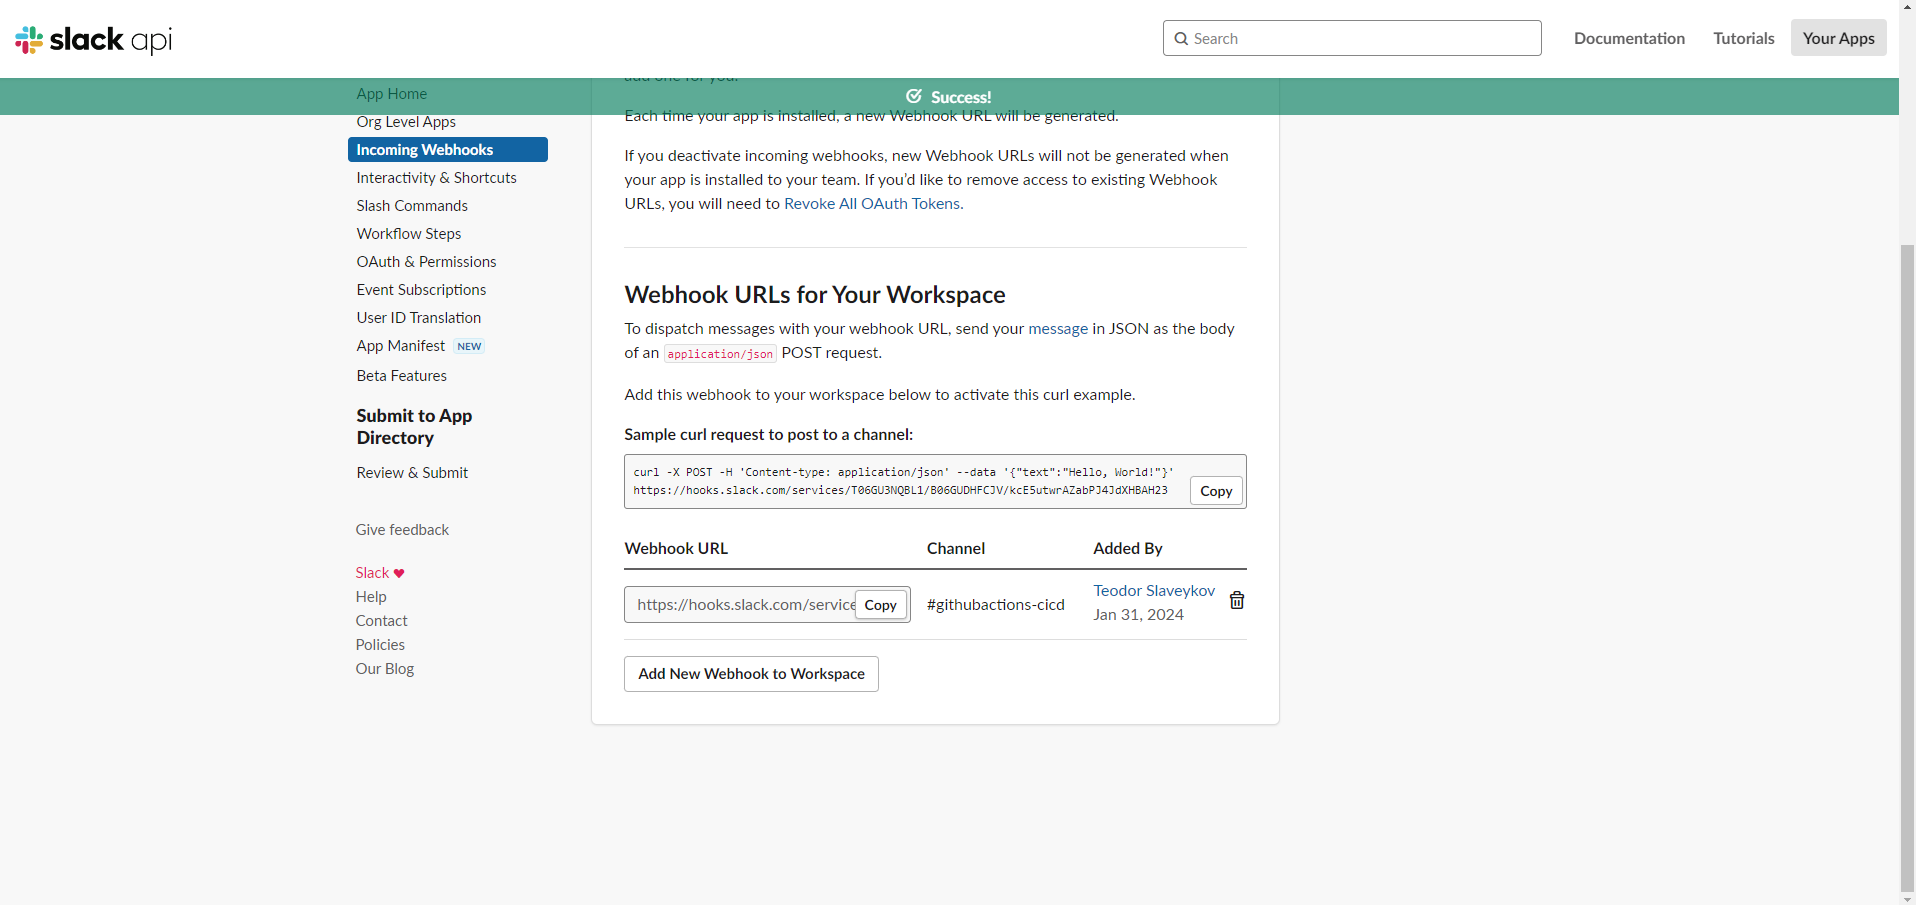 slack api
Search
Documentation
Tutorials
Your Apps
add one for you.
Success!
App Home
Org Level Apps
Incoming Webhooks
Interactivity & Shortcuts
Slash Commands
Workflow Steps
OAuth & Permissions
Event Subscriptions
User ID Translation
App Manifest NEW
Beta Features
Submit to App
Directory
Review & Submit
Give feedback
Slack ♥
Help
Contact
Policies
Our Blog
Each time your app is installed, a new Webhook URL will be generated.
If you deactivate incoming webhooks, new Webhook URLs will not be generated when
your app is installed to your team. If you’d like to remove access to existing Webhook
URLs, you will need to Revoke All OAuth Tokens.
Webhook URLs for Your Workspace
To dispatch messages with your webhook URL, send your message in JSON as the body
of an application/json POST request.
Add this webhook to your workspace below to activate this curl example.
Sample curl request to post to a channel:
curl -X POST -H 'Content-type: application/json' --data '{"text":"Hello, World!"}'
https://hooks.slack.com/services/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
Copy
Webhook URL
Channel
Added By
https://hooks.slack.com/service
Copy
#githubactions-cicd
Teodor Slaveykov
Jan 31, 2024
Add New Webhook to Workspace